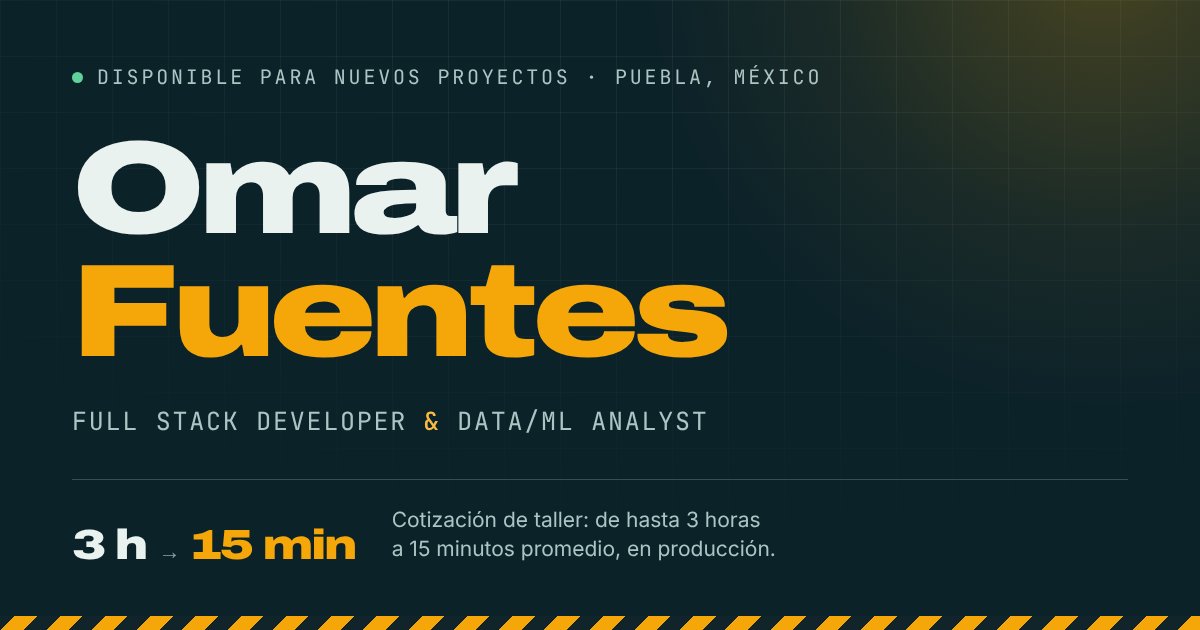 DISPONIBLE PARA NUEVOS PROYECTOS · PUEBLA, MÉXICO
Omar
Fuentes
FULL STACK DEVELOPER & DATA/ML ANALYST
3 h → 15 min
Cotización de taller: de hasta 3 horas
a 15 minutos promedio, en producción.